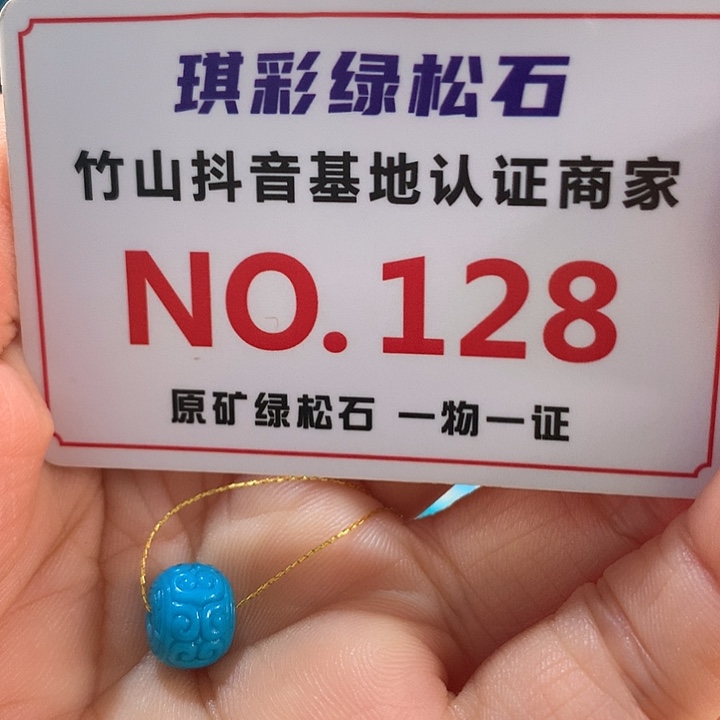 琪彩绿松石
竹山抖音基地认证商家
NO.128
原矿绿松石 一物一证